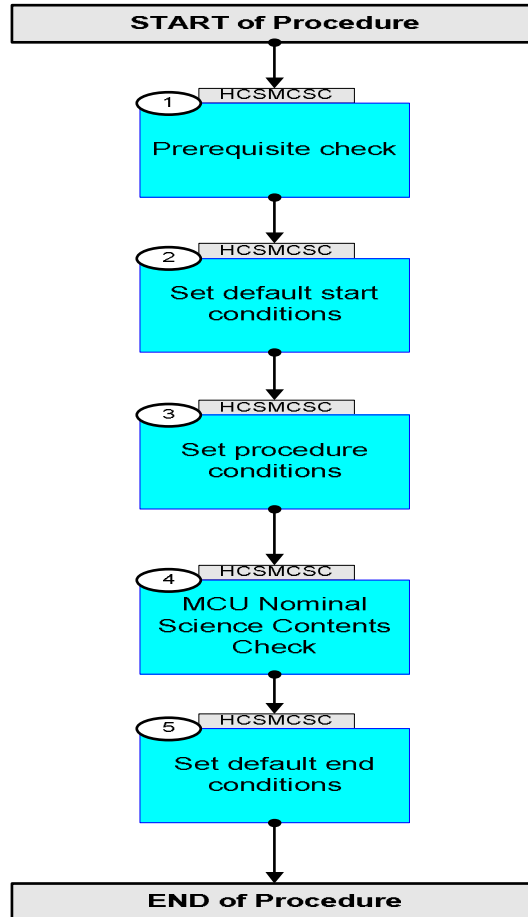 START of Procedure
HCSMCSC
1
Prerequisite check
HCSMCSC
2
Set default start
conditions
HCSMCSC
3
Set procedure
conditions
HCSMCSC
4
MCU Nominal
Science Contents
Check
HCSMCSC
5
Set default end
conditions
END of Procedure